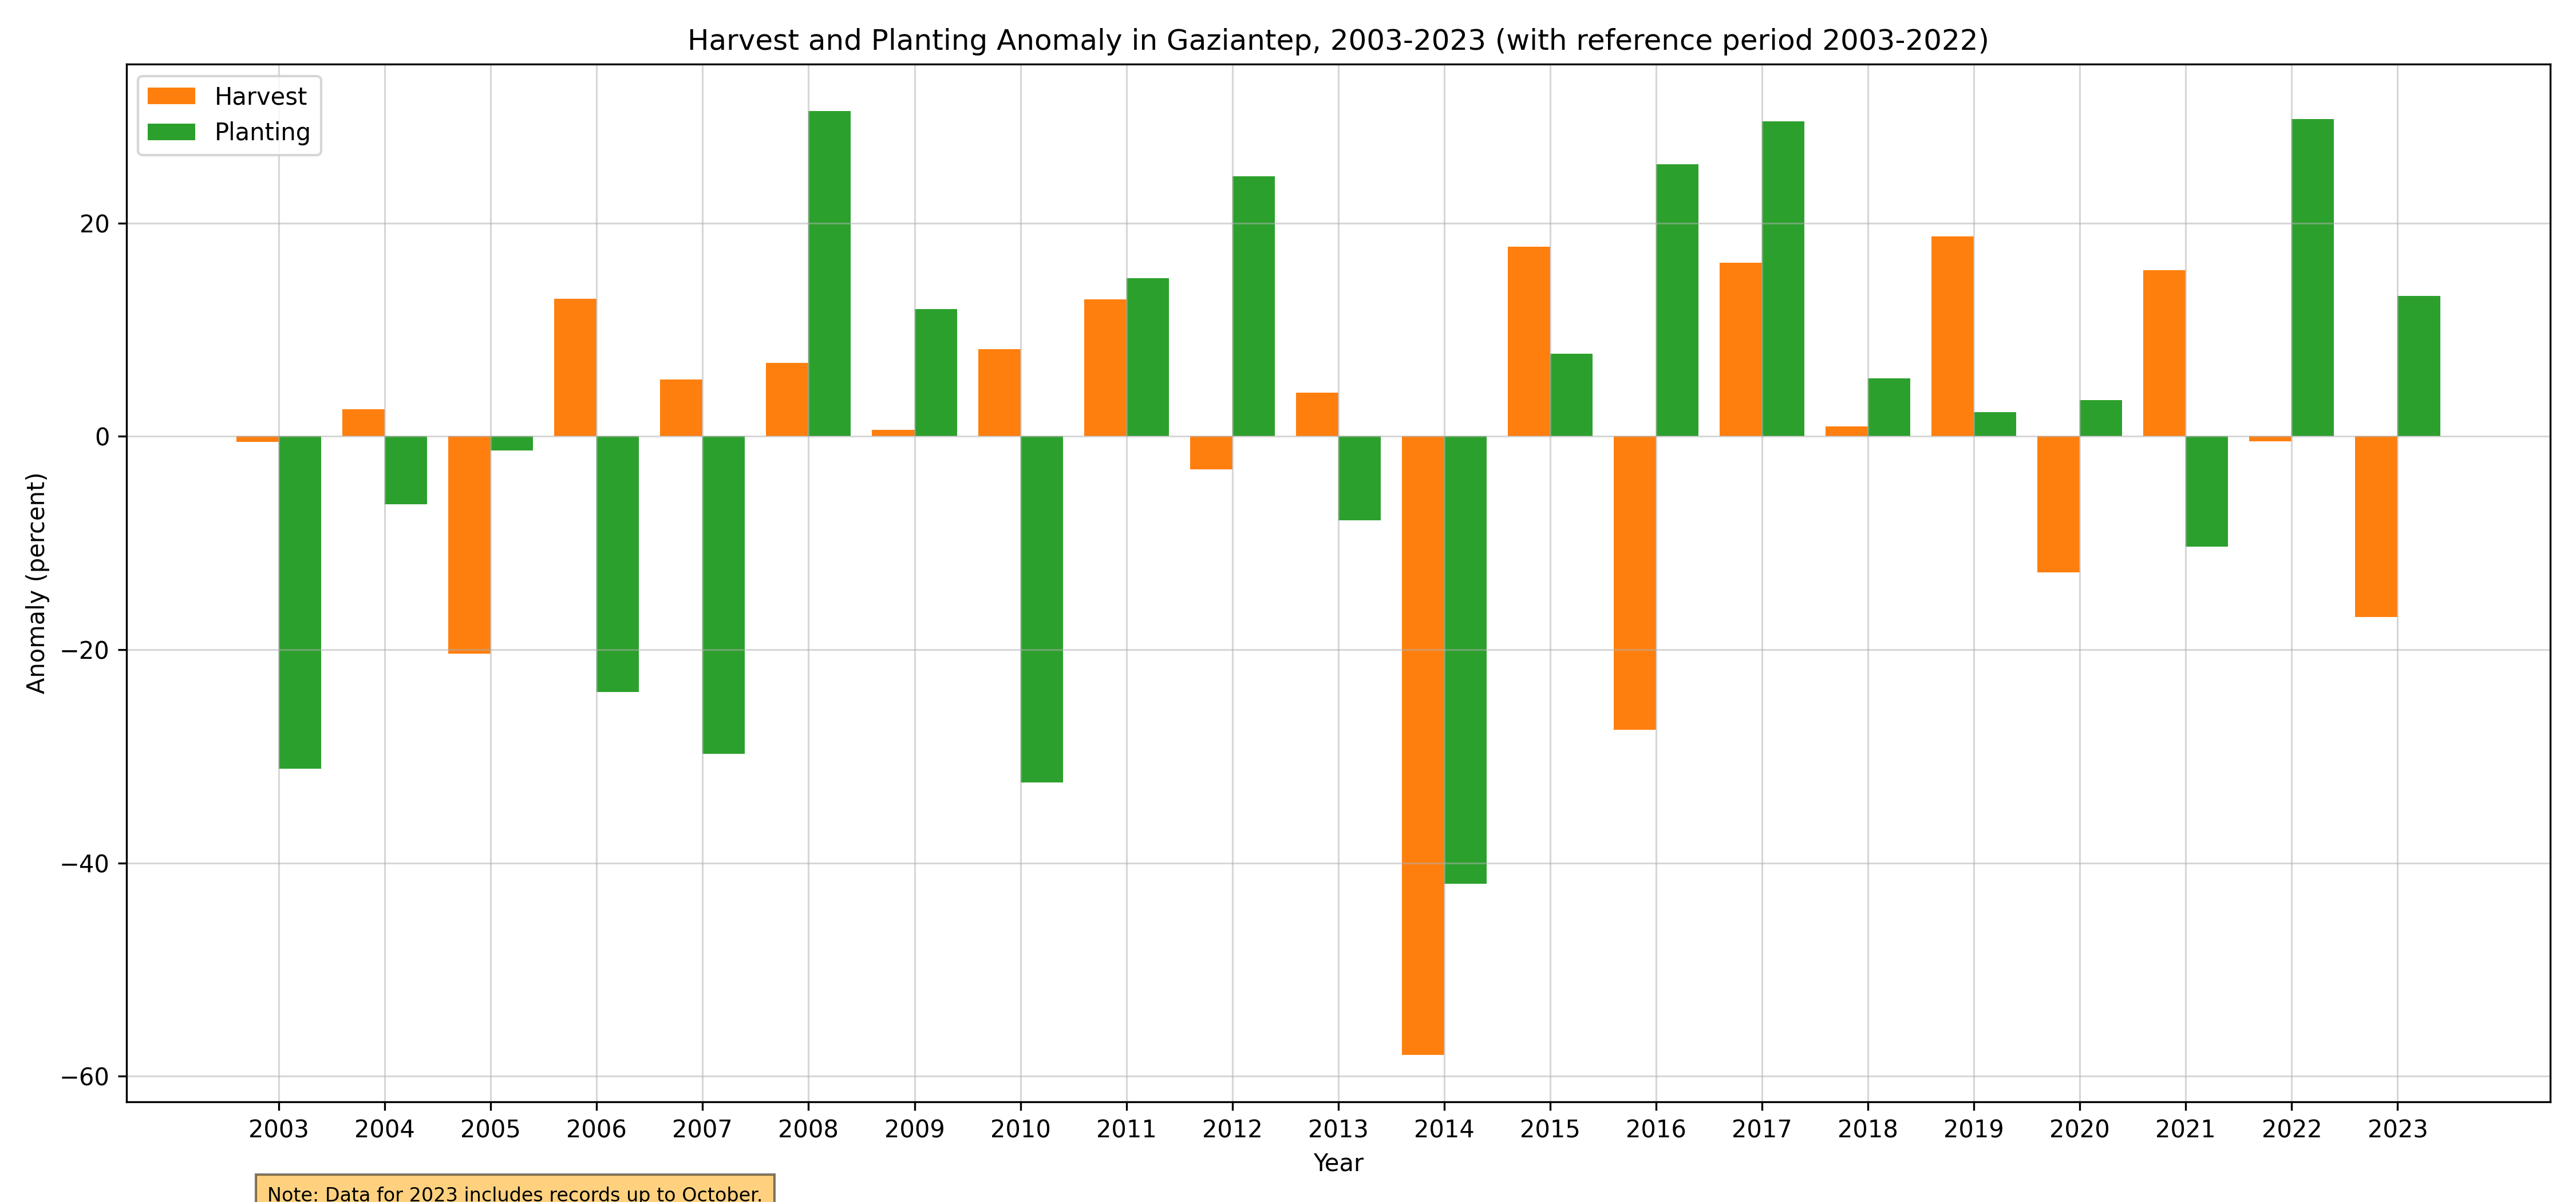 Harvest and Planting Anomaly in Gaziantep, 2003-2023 (with reference period 2003-2022)
Harvest
Planting
20
0
−20
−40
−60
Anomaly (percent)
2003 2004 2005 2006 2007 2008 2009 2010 2011 2012 2013 2014 2015 2016 2017 2018 2019 2020 2021 2022 2023
Year
Note: Data for 2023 includes records up to October.